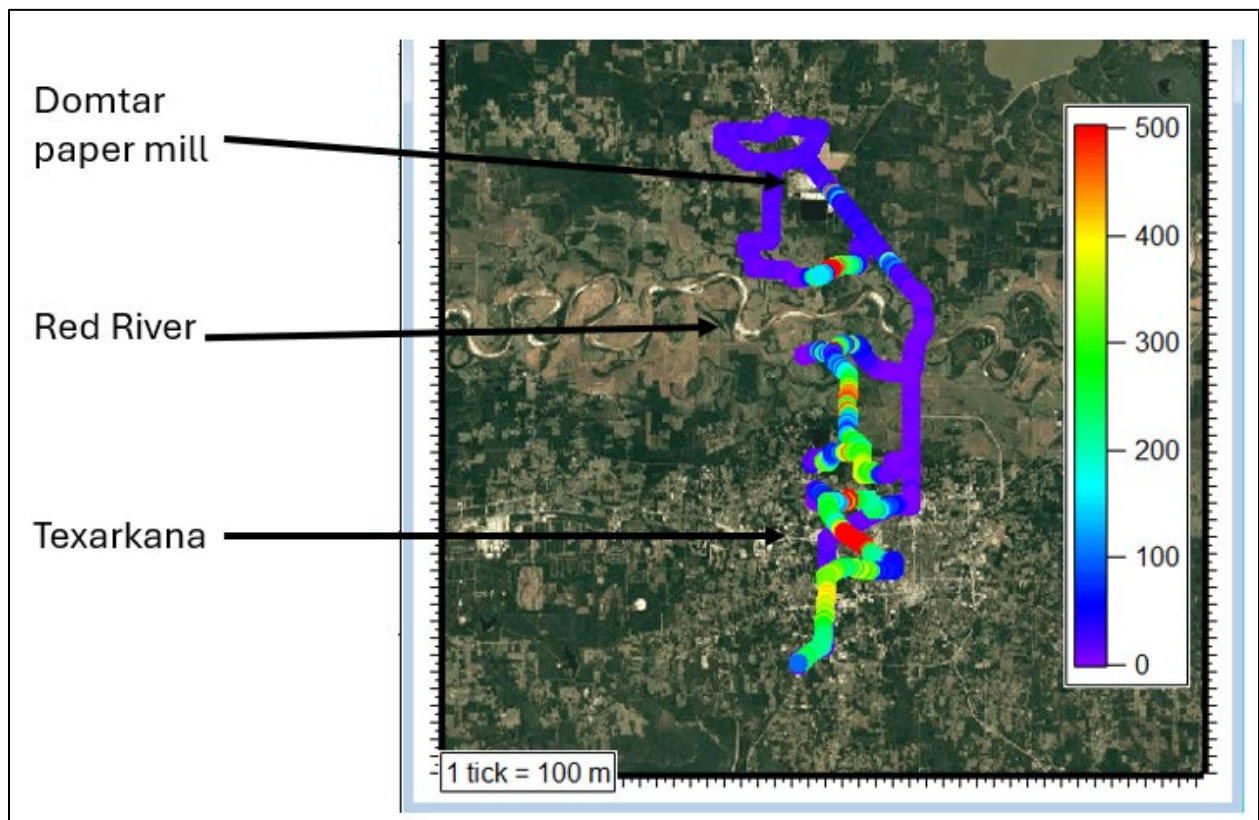 Domtar
paper mill
Red River
Texarkana
500
400
300
200
100
0
1 tick = 100 m